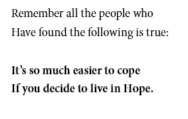 Remember all the people who
Have found the following is true:
It's so much easier to cope
If you decide to live in Hope.